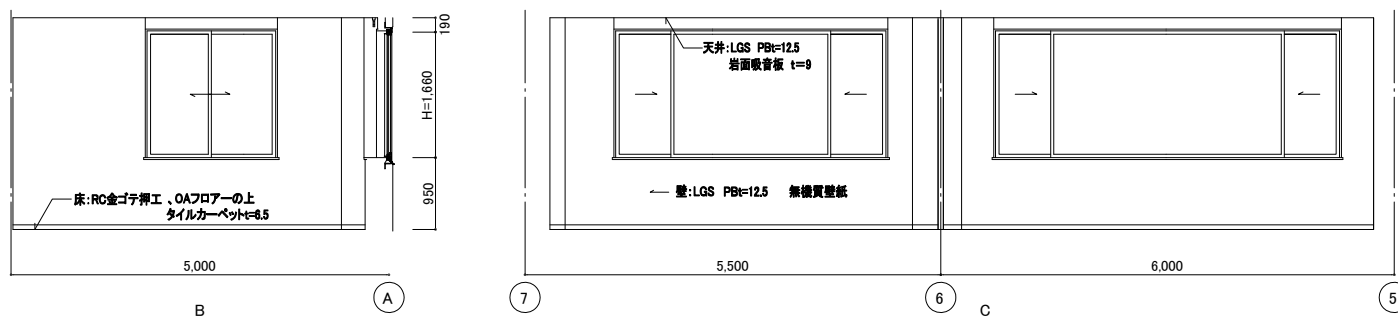 190
H=1,660
950
天井:LGS PBt=12.5
岩面吸音板 t=9
壁:LGS PBt=12.5 無機質壁紙
床:RC金ゴテ押エ 、OAフロアーの上
タイルカーペットt=6.5
5,000
5,500
6,000
A
7
6
5
B
C